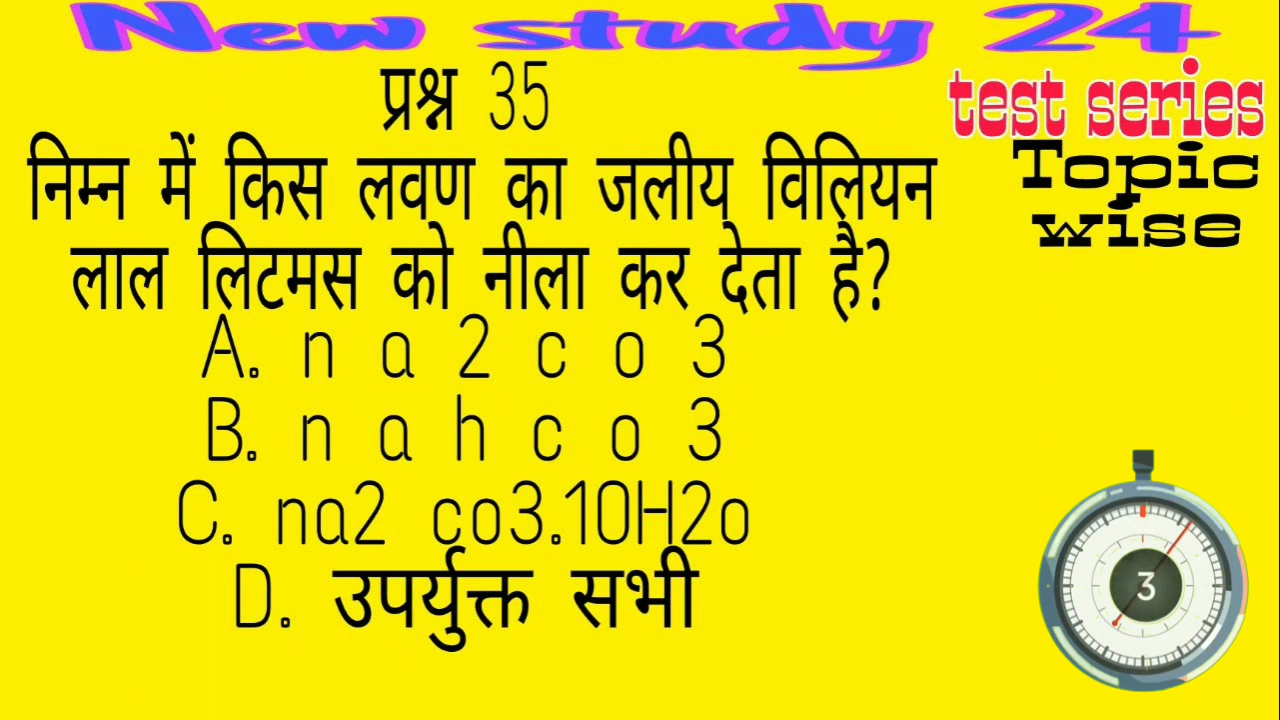 New study 24
test series
Topic
wise
प्रश्न 35
निम्न में किस लवण का जलीय विलियन
लाल लिटमस को नीला कर देता है?
A. n a 2 c o 3
B. n a h c o 3
C. na2 co3.10H2o
D. उपर्युक्त सभी
3